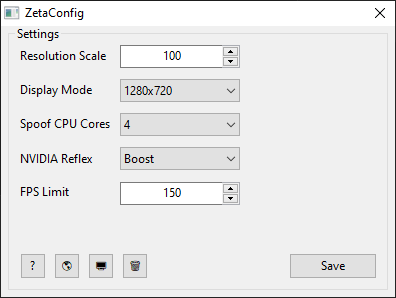 ZetaConfig
Settings
Resolution Scale 100
Display Mode 1280x720
Spoof CPU Cores 4
NVIDIA Reflex Boost
FPS Limit 150
? Save